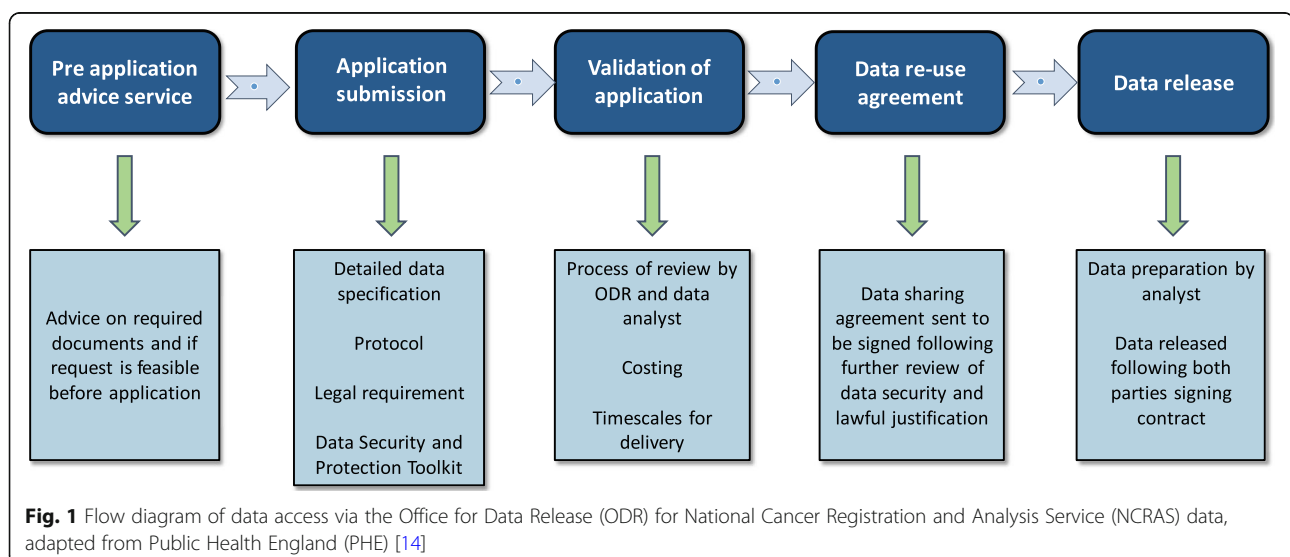 Pre application
advice service
Application
submission
Validation of
application
Data re-use
agreement
Data release
Advice on required
documents and if
request is feasible
before application
Detailed data
specification
Protocol
Legal requirement
Data Security and
Protection Toolkit
Process of review by
ODR and data
analyst
Costing
Timescales for
delivery
Data sharing
agreement sent to
be signed following
further review of
data security and
lawful justification
Data preparation by
analyst
Data released
following both
parties signing
contract
Fig. 1 Flow diagram of data access via the Office for Data Release (ODR) for National Cancer Registration and Analysis Service (NCRAS) data,
adapted from Public Health England (PHE) [14]